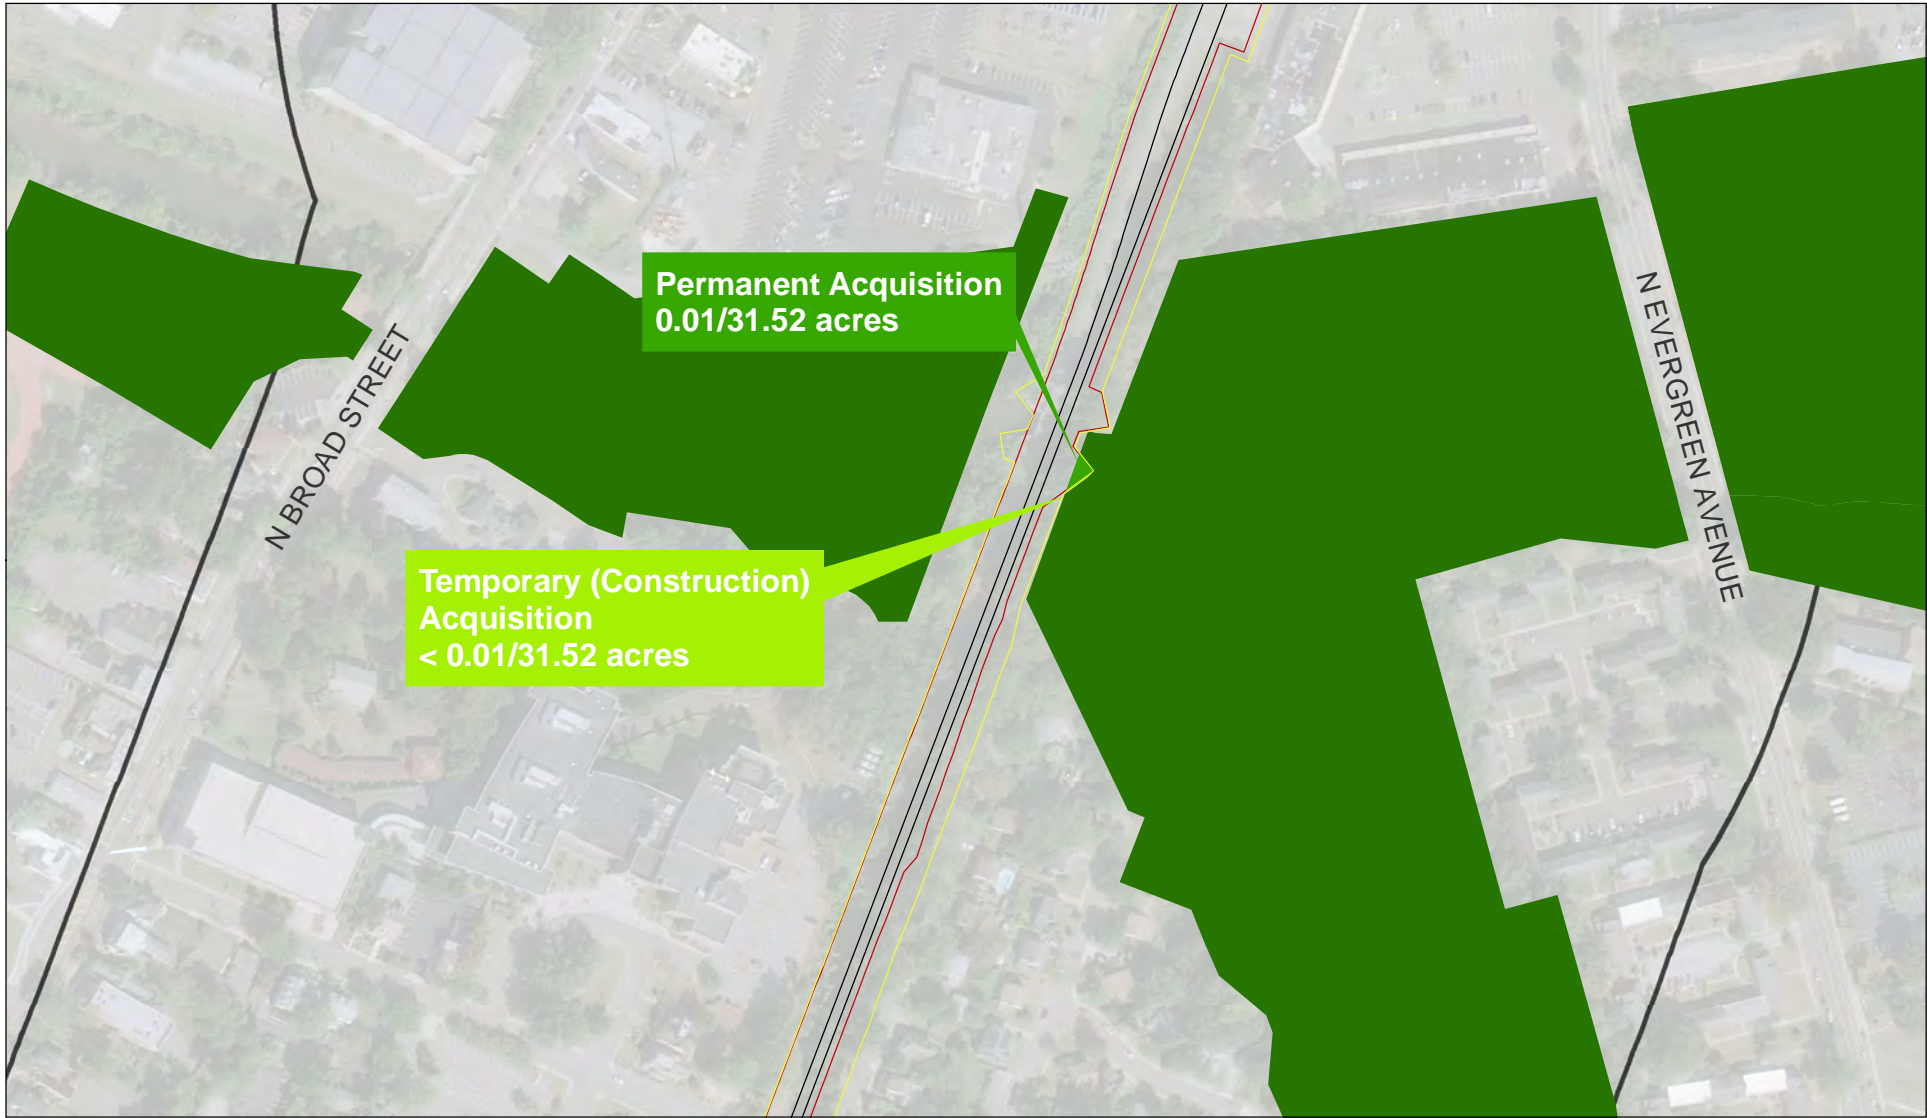 Permanent Acquisition
0.01/31.52 acres
N EVERGREEN AVENUE
N BROAD STREET
Temporary (Construction)
Acquisition
< 0.01/31.52 acres